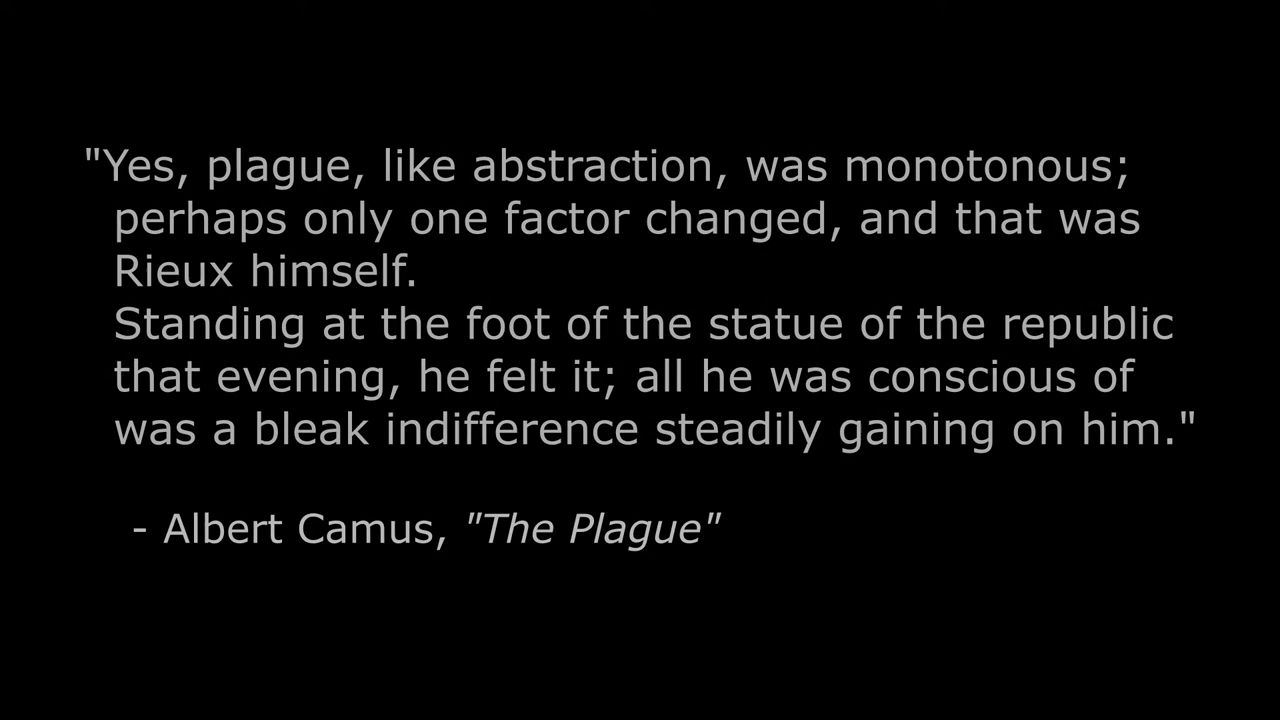 "Yes, plague, like abstraction, was monotonous;
perhaps only one factor changed, and that was
Rieux himself.
Standing at the foot of the statue of the republic
that evening, he felt it; all he was conscious of
was a bleak indifference steadily gaining on him."
- Albert Camus, "The Plague"